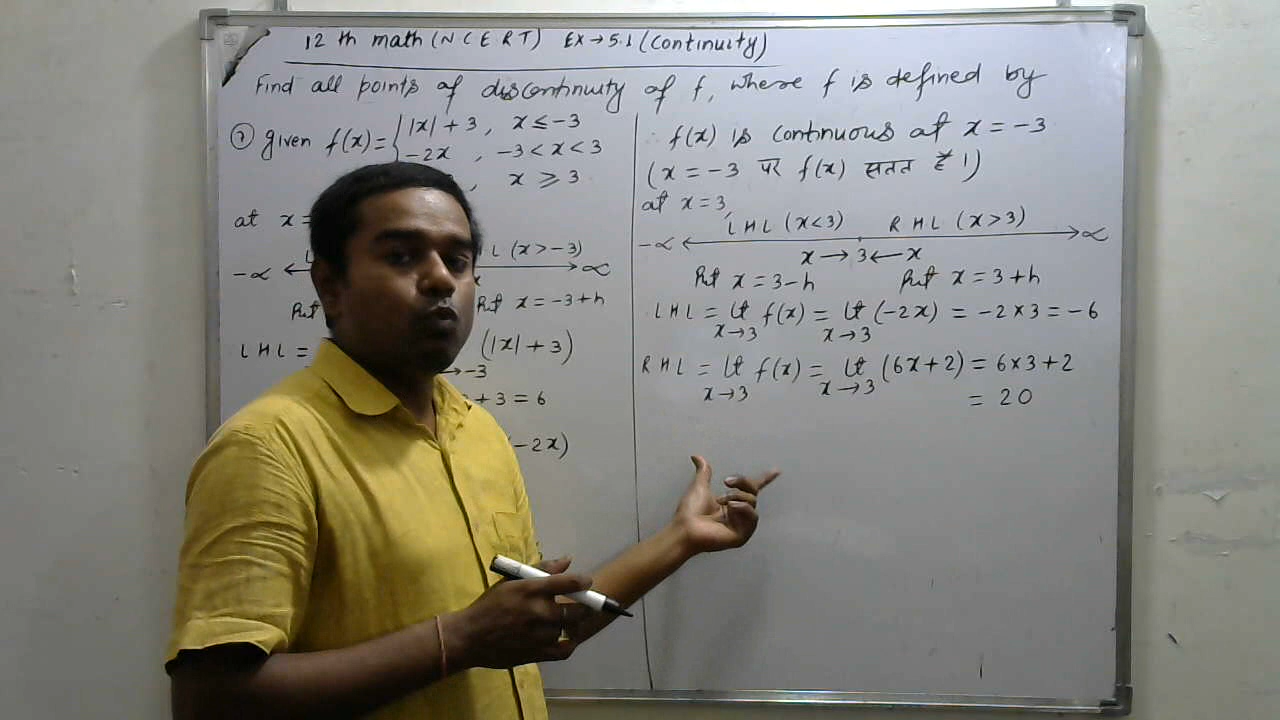 12 th math (NCERT) EX→5.1 (Continuity)
Find all points of discontinuity of f, where f is defined by
⑦ given f(x) = { |x| + 3, x ≤ -3
-2x, -3 < x < 3
, x ≥ 3
at x =
L (x > -3)
-∝ ∝
Put Put x = -3 + h
LHL = (|x| + 3)
→ -3
+ 3 = 6
(-2x)
∴ f(x) is continuous at x = -3
(x = -3 पर f(x) सतत है।)
at x = 3,
LHL (x < 3) RHL (x > 3)
-∝ ∝
x → 3 ← x
Put x = 3 - h Put x = 3 + h
LHL = lt f(x) = lt (-2x) = -2 × 3 = -6
x → 3 x → 3
RHL = lt f(x) = lt (6x + 2) = 6 × 3 + 2
x → 3 x → 3
= 20